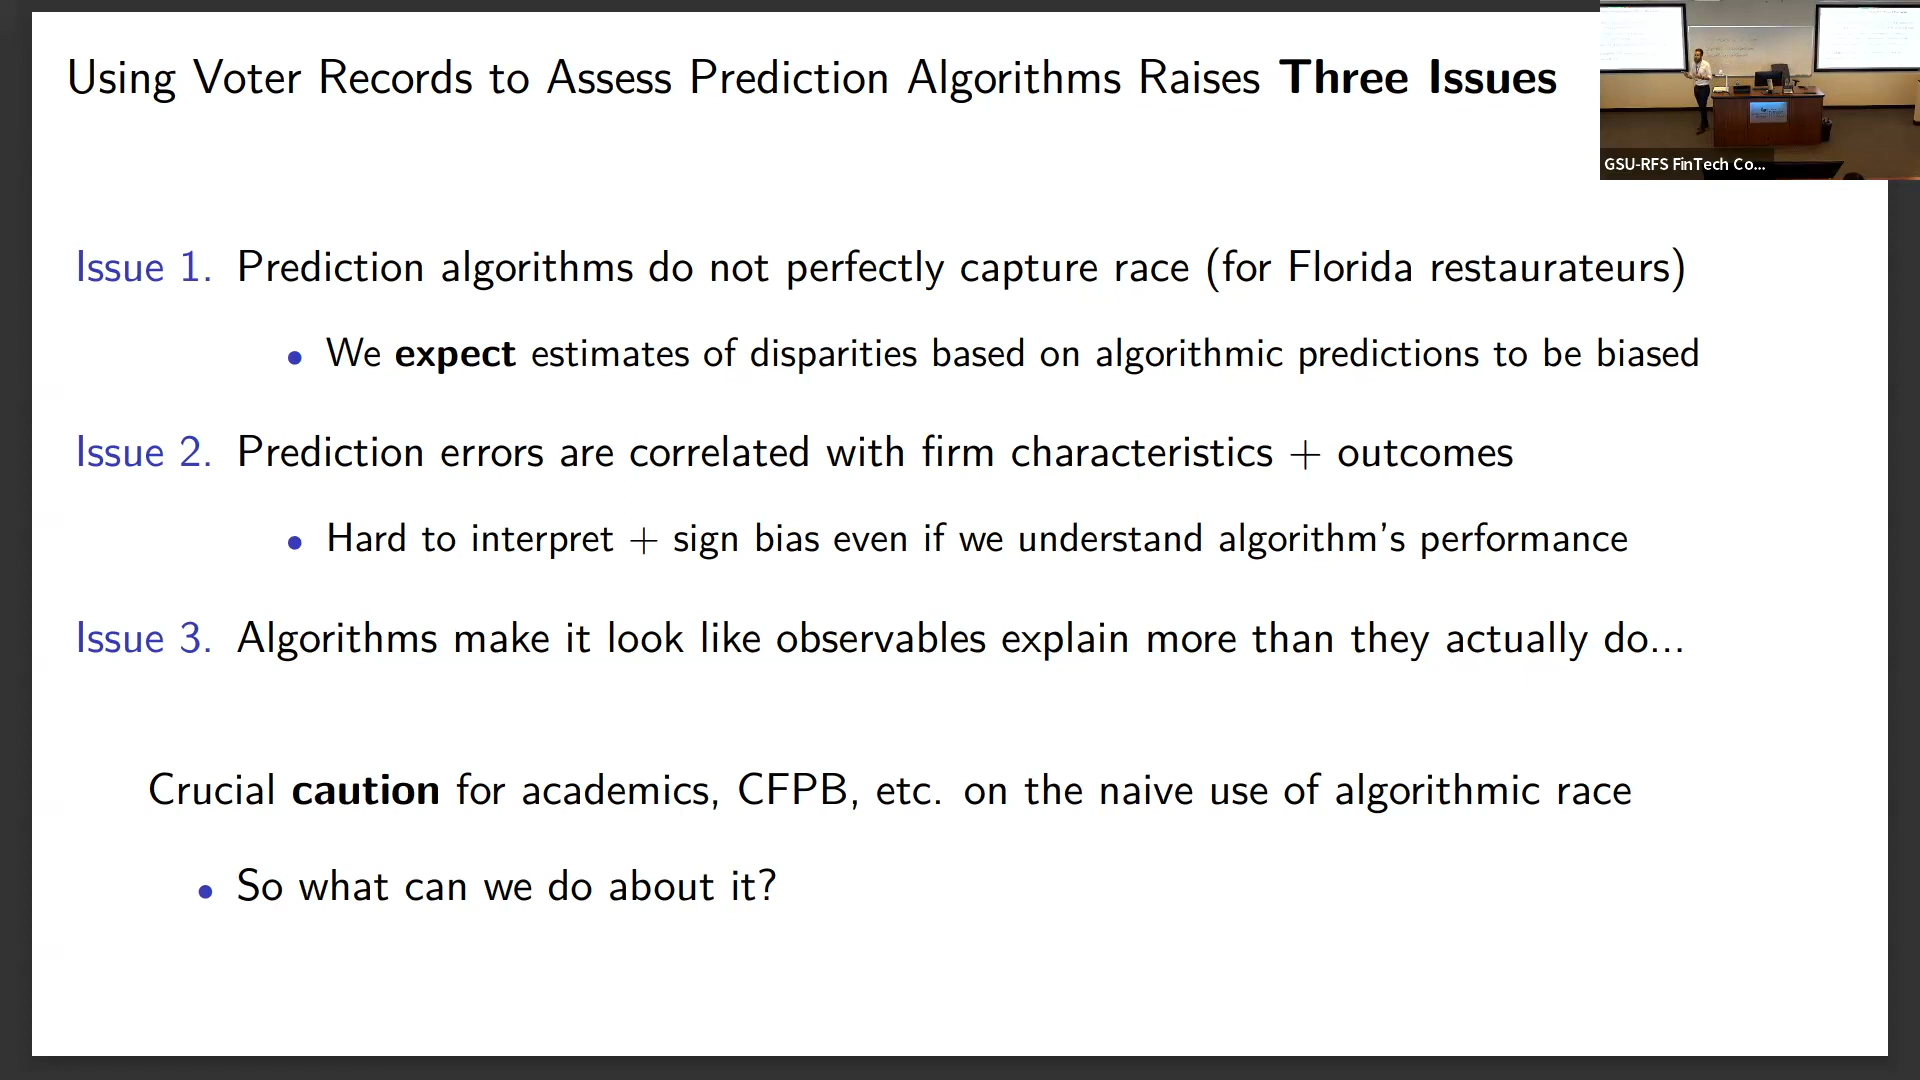 Using Voter Records to Assess Prediction Algorithms Raises Three Issues
GSU-RFS FinTech Co...
Issue 1. Prediction algorithms do not perfectly capture race (for Florida restaurateurs)
• We expect estimates of disparities based on algorithmic predictions to be biased
Issue 2. Prediction errors are correlated with firm characteristics + outcomes
• Hard to interpret + sign bias even if we understand algorithm's performance
Issue 3. Algorithms make it look like observables explain more than they actually do...
Crucial caution for academics, CFPB, etc. on the naive use of algorithmic race
• So what can we do about it?